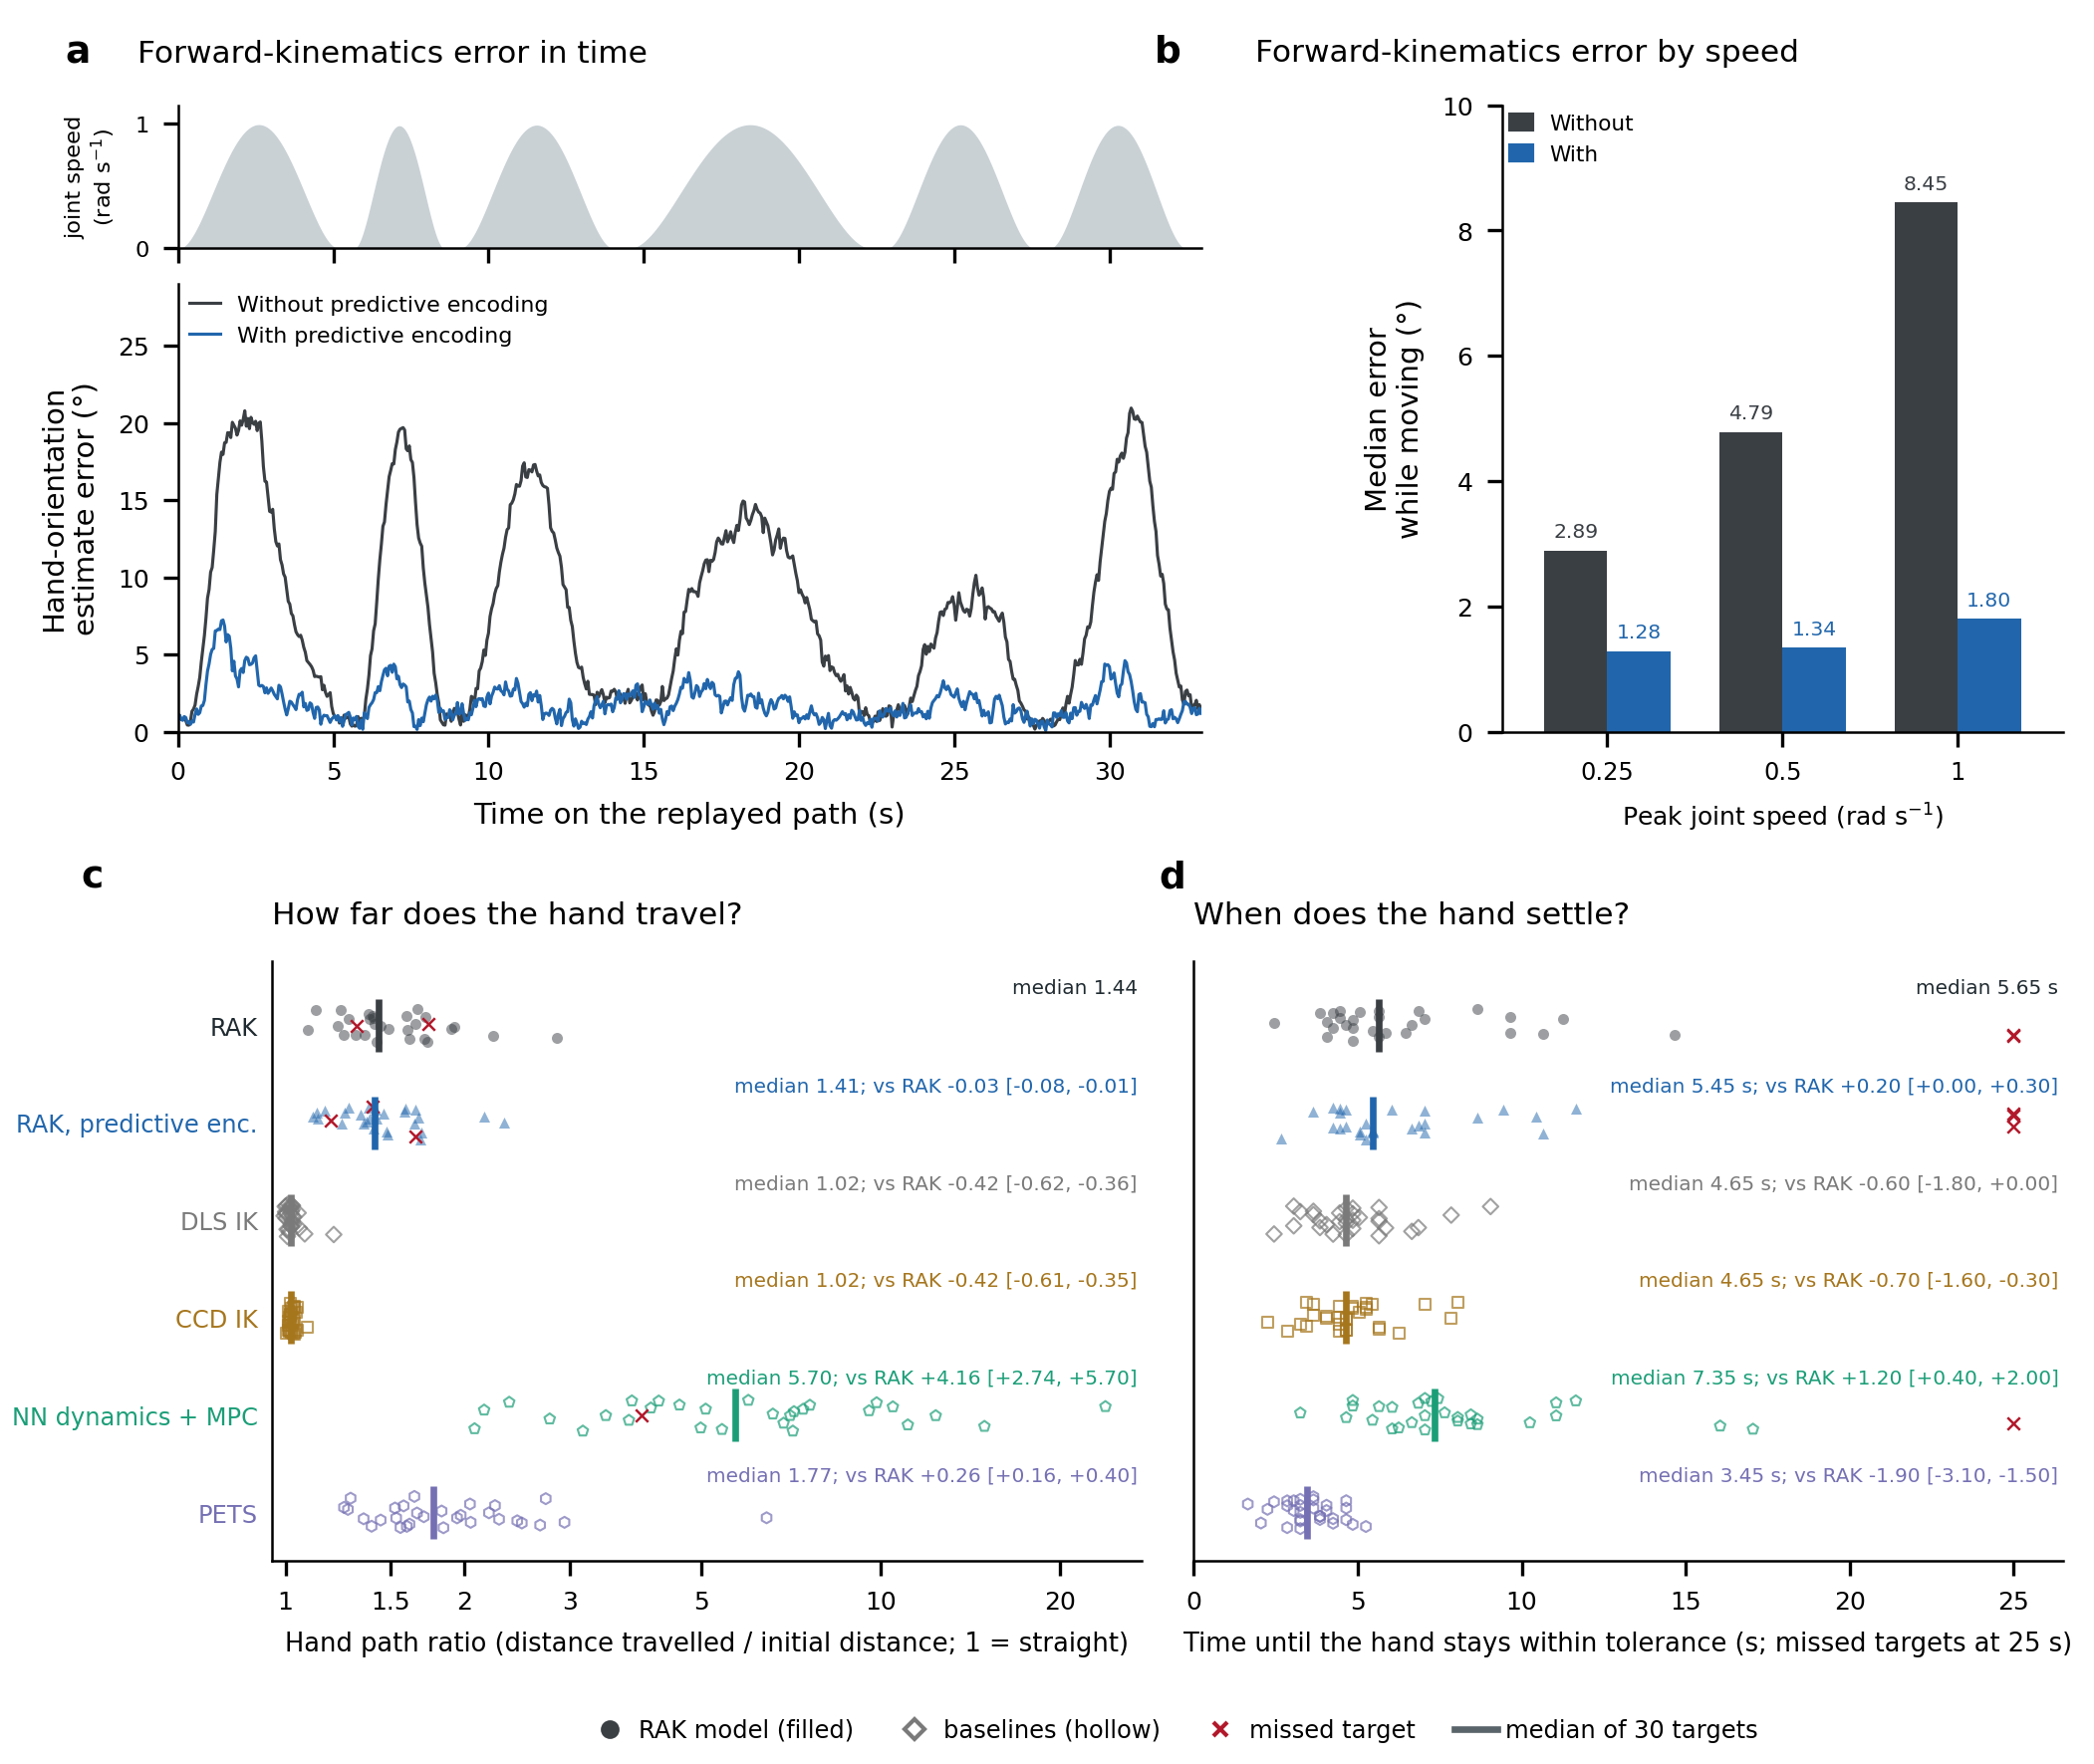 a Forward-kinematics error in time
joint speed
(rad s⁻¹)
1
0
Without predictive encoding
With predictive encoding
Hand-orientation
estimate error (°)
25
20
15
10
5
0
0 5 10 15 20 25 30
Time on the replayed path (s)
b Forward-kinematics error by speed
Without
With
Median error
while moving (°)
10
8
6
4
2
0
2.89
1.28
4.79
1.34
8.45
1.80
0.25 0.5 1
Peak joint speed (rad s⁻¹)
c
How far does the hand travel?
RAK
median 1.44
RAK, predictive enc.
median 1.41; vs RAK -0.03 [-0.08, -0.01]
DLS IK
median 1.02; vs RAK -0.42 [-0.62, -0.36]
CCD IK
median 1.02; vs RAK -0.42 [-0.61, -0.35]
NN dynamics + MPC
median 5.70; vs RAK +4.16 [+2.74, +5.70]
PETS
median 1.77; vs RAK +0.26 [+0.16, +0.40]
1 1.5 2 3 5 10 20
Hand path ratio (distance travelled / initial distance; 1 = straight)
d
When does the hand settle?
median 5.65 s
median 5.45 s; vs RAK +0.20 [+0.00, +0.30]
median 4.65 s; vs RAK -0.60 [-1.80, +0.00]
median 4.65 s; vs RAK -0.70 [-1.60, -0.30]
median 7.35 s; vs RAK +1.20 [+0.40, +2.00]
median 3.45 s; vs RAK -1.90 [-3.10, -1.50]
0 5 10 15 20 25
Time until the hand stays within tolerance (s; missed targets at 25 s)
RAK model (filled) baselines (hollow) missed target median of 30 targets